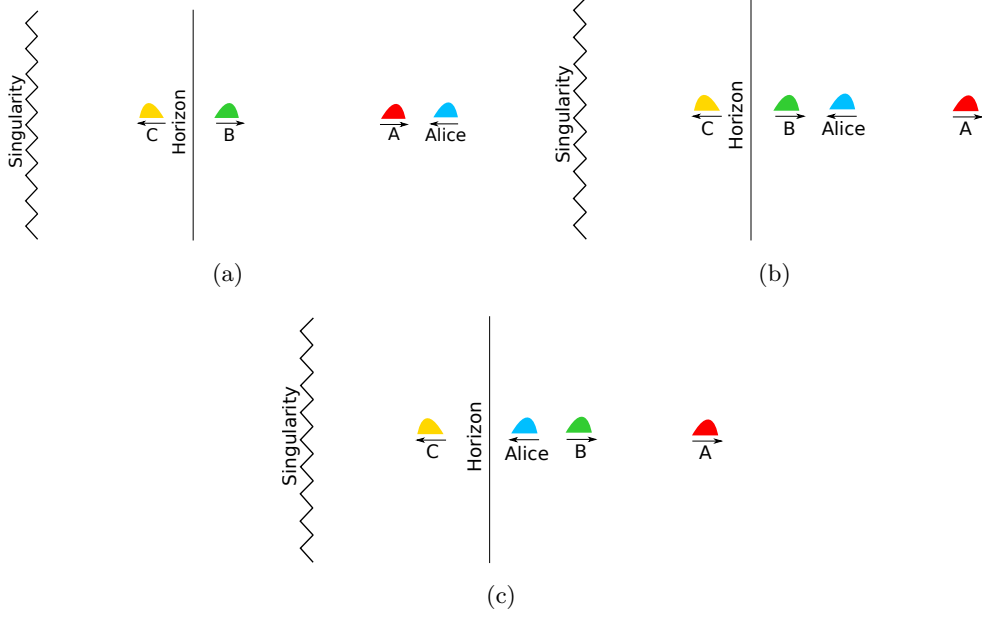 Singularity
C
Horizon
B
A
Alice
(a)
Singularity
C
Horizon
B
Alice
A
(b)
Singularity
C
Horizon
Alice
B
A
(c)